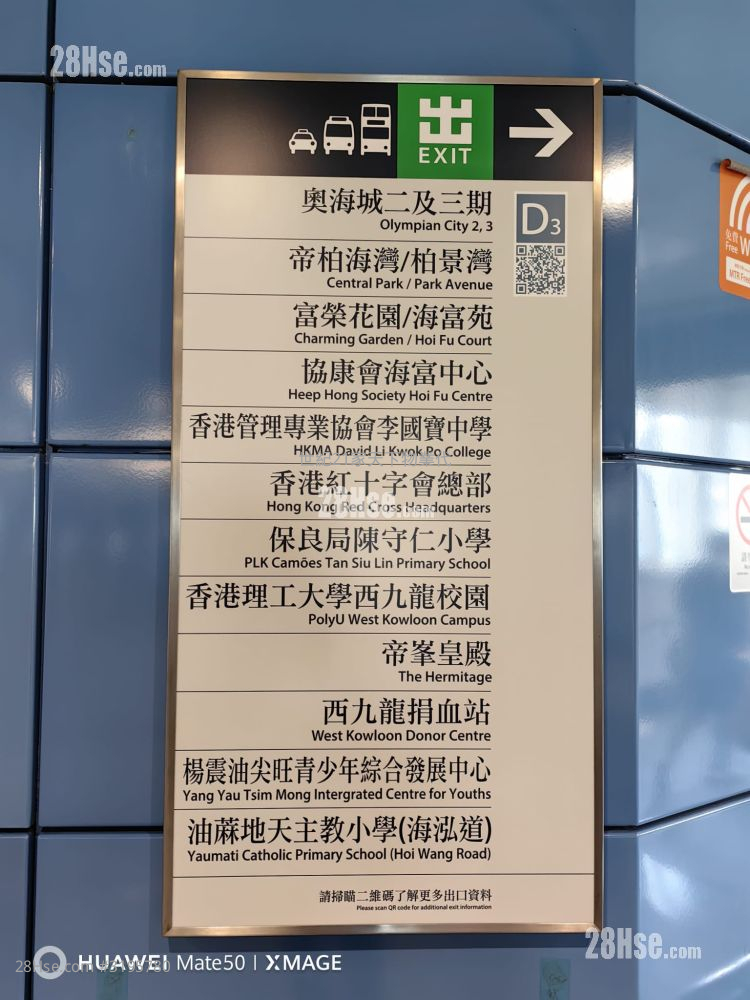 28Hse.com
出
EXIT
奧海城二及三期
Olympian City 2, 3
D3
帝柏海灣/柏景灣
Central Park / Park Avenue
富榮花園/海富苑
Charming Garden / Hoi Fu Court
協康會海富中心
Heep Hong Society Hoi Fu Centre
香港管理專業協會李國寶中學
HKMA David Li Kwok Po College
香港紅十字會總部
28Hse.com
Hong Kong Red Cross Headquarters
保良局陳守仁小學
PLK Camões Tan Siu Lin Primary School
香港理工大學西九龍校園
PolyU West Kowloon Campus
帝峯皇殿
The Hermitage
西九龍捐血站
West Kowloon Donor Centre
楊震油尖旺青少年綜合發展中心
Yang Yau Tsim Mong Intergrated Centre for Youths
油蔴地天主教小學(海泓道)
Yaumati Catholic Primary School (Hoi Wang Road)
請掃瞄二維碼了解更多出口資料
Please scan QR code for additional exit information
免費
Free
28Hse.com
HUAWEI Mate50 | XMAGE